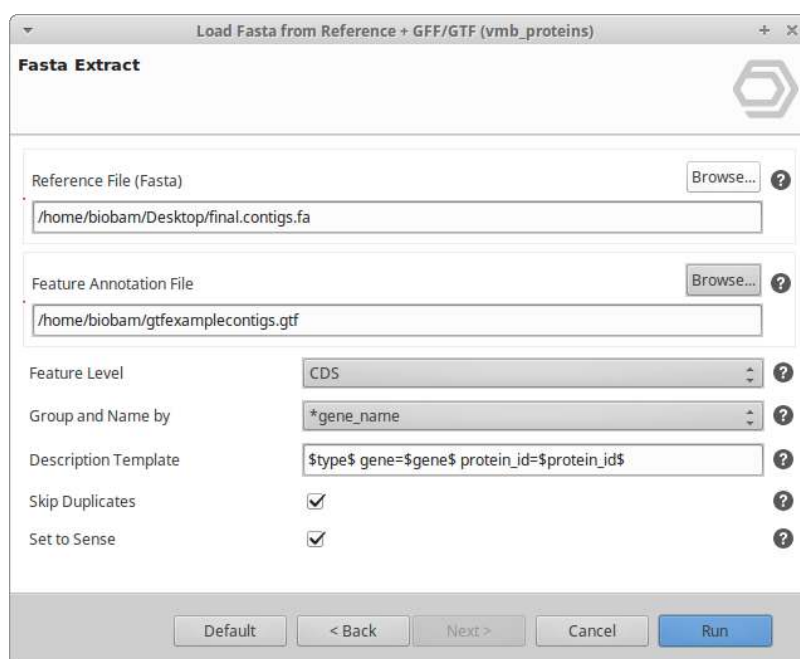 Load Fasta from Reference + GFF/GTF (vmb_proteins)
Fasta Extract
Reference File (Fasta)
Browse...
/home/biobam/Desktop/final.contigs.fa
Feature Annotation File
Browse...
/home/biobam/gtfexamplecontigs.gtf
Feature Level
CDS
Group and Name by
*gene_name
Description Template
$type$ gene=$gene$ protein_id=$protein_id$
Skip Duplicates
Set to Sense
Default
< Back
Next >
Cancel
Run